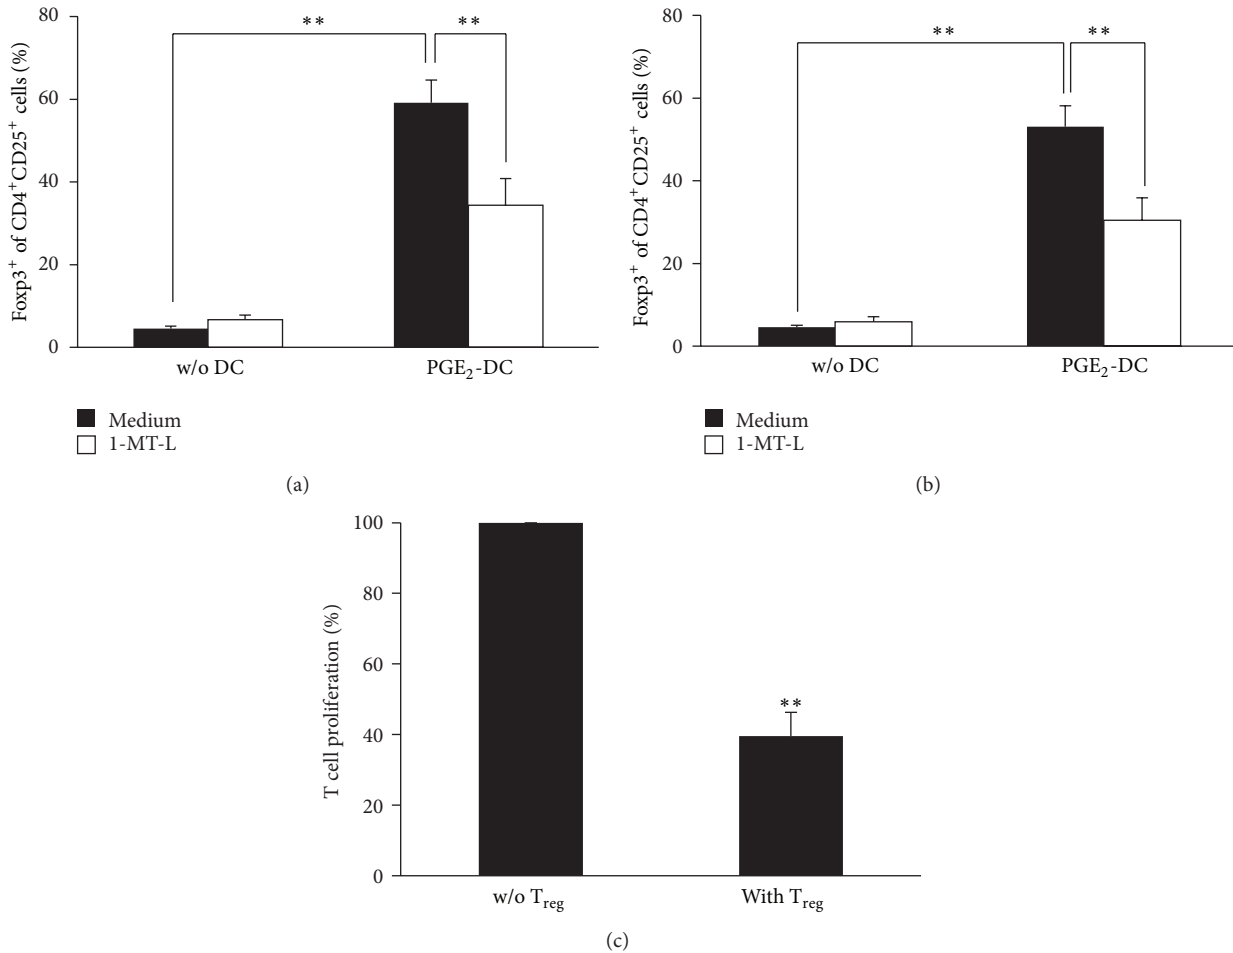 Foxp3⁺ of CD4⁺CD25⁺ cells (%)
80
60
40
20
0
** **
w/o DC PGE₂-DC
Medium
1-MT-L
(a)
Foxp3⁺ of CD4⁺CD25⁺ cells (%)
80
60
40
20
0
** **
w/o DC PGE₂-DC
Medium
1-MT-L
(b)
T cell proliferation (%)
100
80
60
40
20
0
**
w/o T_reg With T_reg
(c)